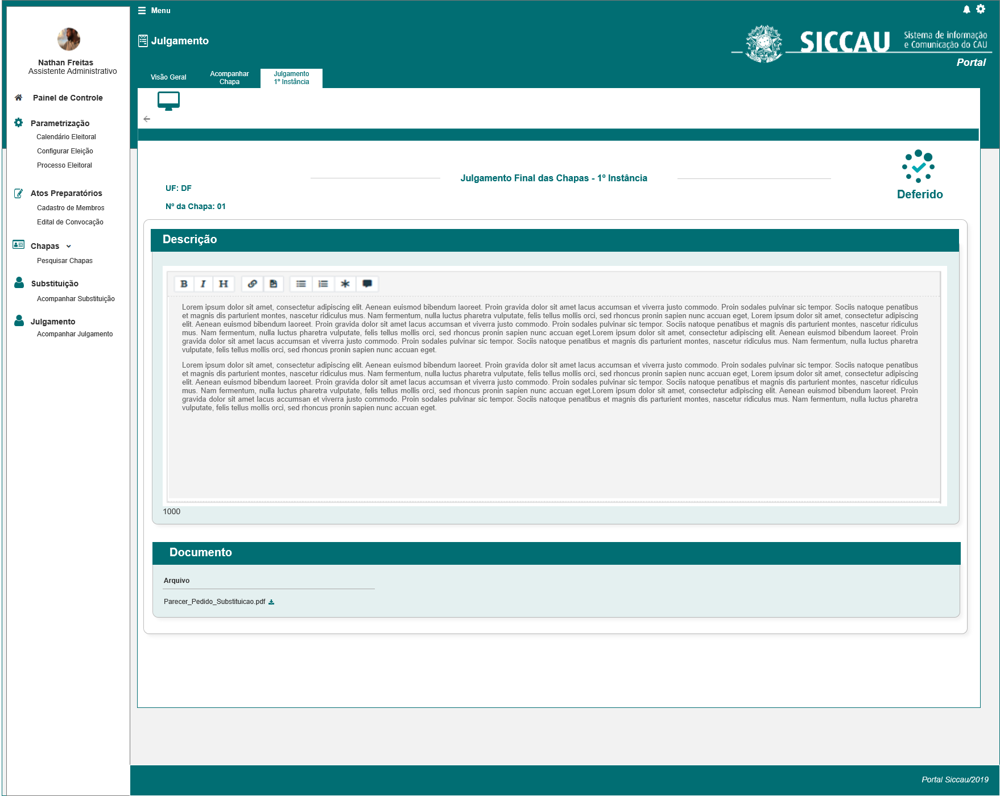 Menu
Julgamento
SICCAU
Sistema de informação
e Comunicação do CAU
Portal
Nathan Freitas
Assistente Administrativo
Painel de Controle
Parametrização
Calendário Eleitoral
Configurar Eleição
Processo Eleitoral
Atos Preparatórios
Cadastro de Membros
Edital de Convocação
Chapas
Pesquisar Chapas
Substituição
Acompanhar Substituição
Julgamento
Acompanhar Julgamento
Visão Geral
Acompanhar
Chapa
Julgamento
1º Instância
Julgamento Final das Chapas - 1º Instância
UF: DF
Nº da Chapa: 01
Deferido
Descrição
B I H
Lorem ipsum dolor sit amet, consectetur adipiscing elit. Aenean euismod bibendum laoreet. Proin gravida dolor sit amet lacus accumsan et viverra justo commodo. Proin sodales pulvinar sic tempor. Sociis natoque penatibus
et magnis dis parturient montes, nascetur ridiculus mus. Nam fermentum, nulla luctus pharetra vulputate, felis tellus mollis orci, sed rhoncus pronin sapien nunc accuan eget, Lorem ipsum dolor sit amet, consectetur adipiscing
elit. Aenean euismod bibendum laoreet. Proin gravida dolor sit amet lacus accumsan et viverra justo commodo. Proin sodales pulvinar sic tempor. Sociis natoque penatibus et magnis dis parturient montes, nascetur ridiculus
mus. Nam fermentum, nulla luctus pharetra vulputate, felis tellus mollis orci, sed rhoncus pronin sapien nunc accuan eget.Lorem ipsum dolor sit amet, consectetur adipiscing elit. Aenean euismod bibendum laoreet. Proin
gravida dolor sit amet lacus accumsan et viverra justo commodo. Proin sodales pulvinar sic tempor. Sociis natoque penatibus et magnis dis parturient montes, nascetur ridiculus mus. Nam fermentum, nulla luctus pharetra
vulputate, felis tellus mollis orci, sed rhoncus pronin sapien nunc accuan eget.
Lorem ipsum dolor sit amet, consectetur adipiscing elit. Aenean euismod bibendum laoreet. Proin gravida dolor sit amet lacus accumsan et viverra justo commodo. Proin sodales pulvinar sic tempor. Sociis natoque penatibus
et magnis dis parturient montes, nascetur ridiculus mus. Nam fermentum, nulla luctus pharetra vulputate, felis tellus mollis orci, sed rhoncus pronin sapien nunc accuan eget, Lorem ipsum dolor sit amet, consectetur adipiscing
elit. Aenean euismod bibendum laoreet. Proin gravida dolor sit amet lacus accumsan et viverra justo commodo. Proin sodales pulvinar sic tempor. Sociis natoque penatibus et magnis dis parturient montes, nascetur ridiculus
mus. Nam fermentum, nulla luctus pharetra vulputate, felis tellus mollis orci, sed rhoncus pronin sapien nunc accuan eget.Lorem ipsum dolor sit amet, consectetur adipiscing elit. Aenean euismod bibendum laoreet. Proin
gravida dolor sit amet lacus accumsan et viverra justo commodo. Proin sodales pulvinar sic tempor. Sociis natoque penatibus et magnis dis parturient montes, nascetur ridiculus mus. Nam fermentum, nulla luctus pharetra
vulputate, felis tellus mollis orci, sed rhoncus pronin sapien nunc accuan eget.
1000
Documento
Arquivo
Parecer_Pedido_Substituicao.pdf
Portal Siccau/2019